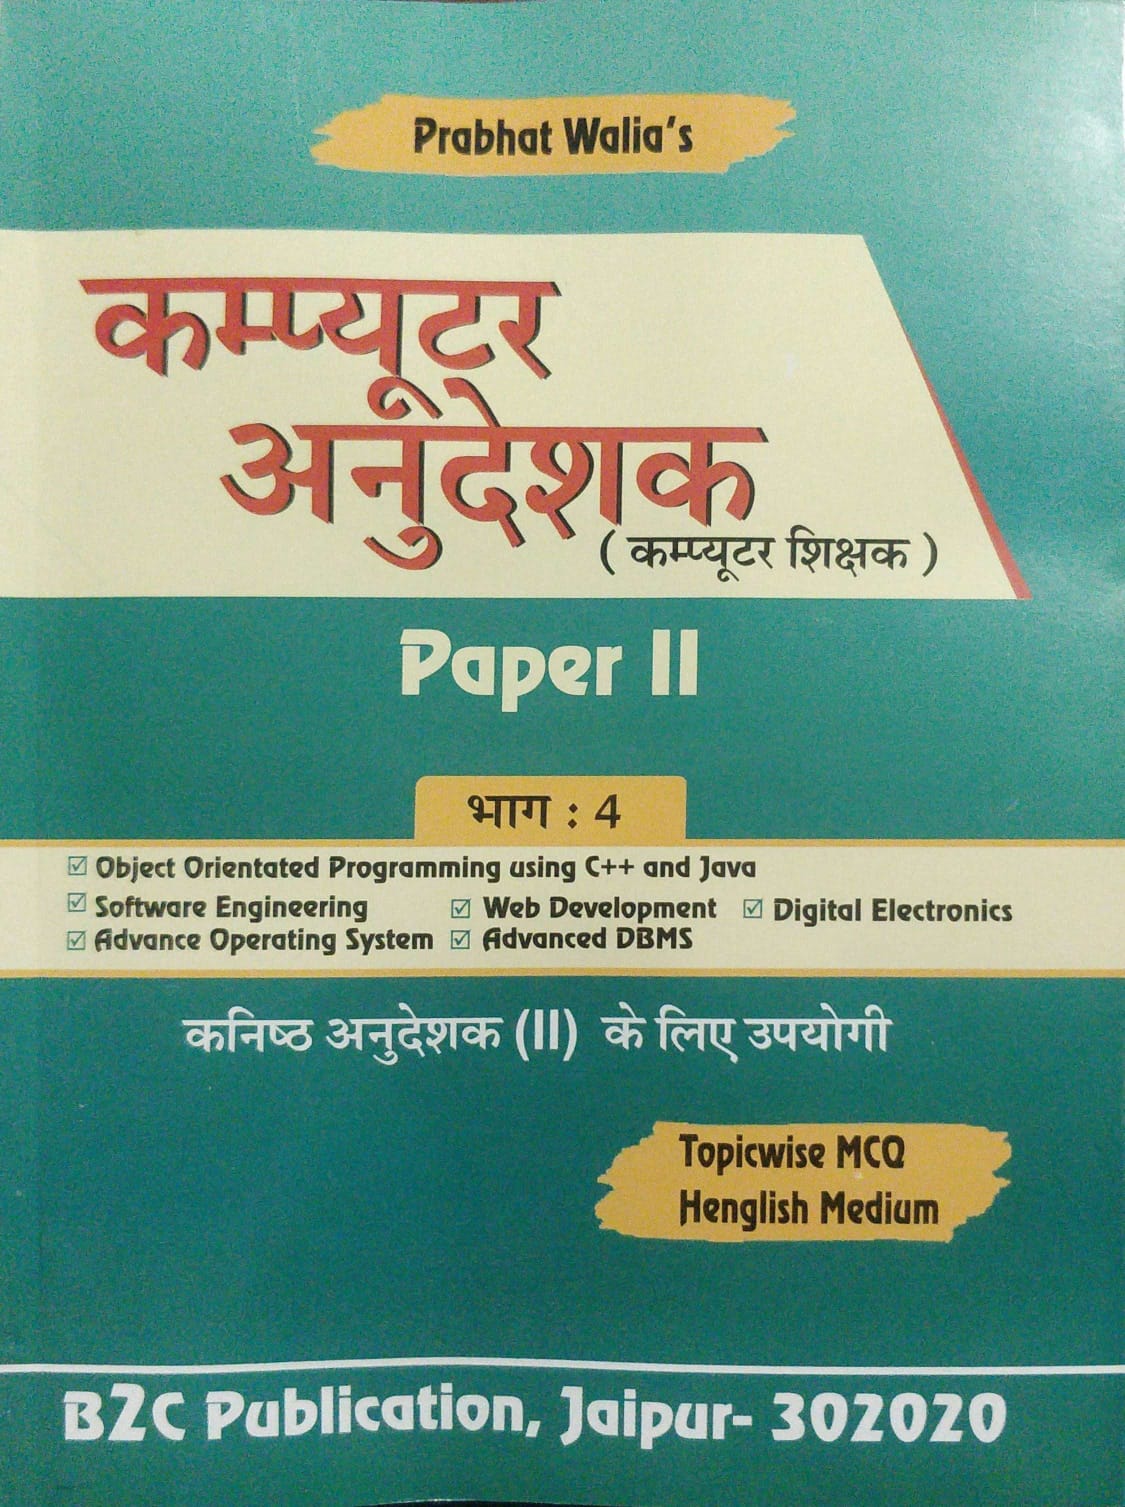 Prabhat Walia's
कम्प्यूटर
अनुदेशक
( कम्प्यूटर शिक्षक )
Paper II
भाग : 4
☑ Object Orientated Programming using C++ and Java
☑ Software Engineering ☑ Web Development ☑ Digital Electronics
☑ Advance Operating System ☑ Advanced DBMS
कनिष्ठ अनुदेशक (II) के लिए उपयोगी
Topicwise MCQ
Henglish Medium
B2C Publication, Jaipur- 302020